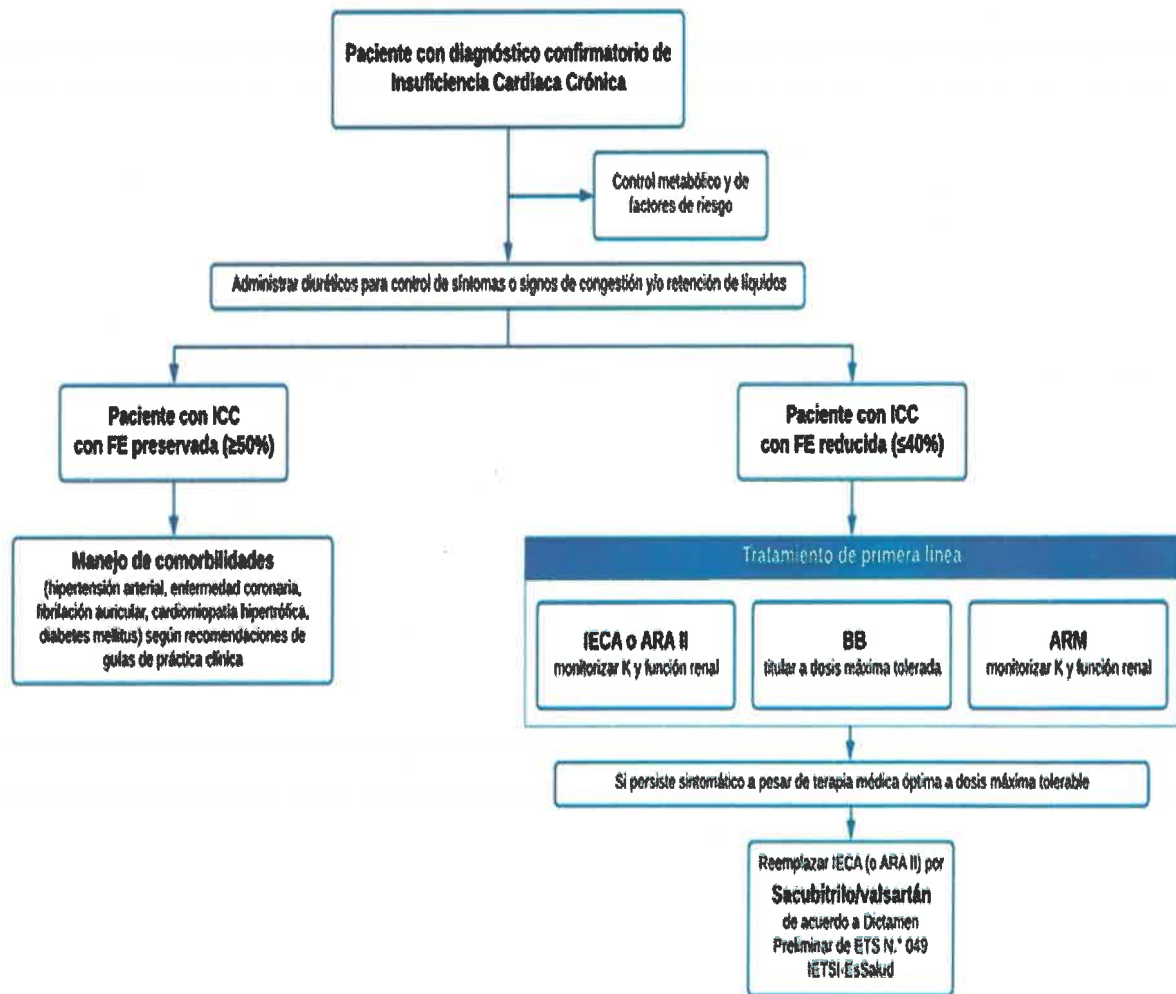 Paciente con diagnóstico confirmatorio de
Insuficiencia Cardiaca Crónica
Control metabólico y de
factores de riesgo
Administrar diuréticos para control de síntomas o signos de congestión y/o retención de líquidos
Paciente con ICC
con FE preservada (≥50%)
Paciente con ICC
con FE reducida (≤40%)
Manejo de comorbilidades
(hipertensión arterial, enfermedad coronaria,
fibrilación auricular, cardiomiopatía hipertrófica,
diabetes mellitus) según recomendaciones de
guías de práctica clínica
Tratamiento de primera línea
IECA o ARA II
monitorizar K y función renal
BB
titular a dosis máxima tolerada
ARM
monitorizar K y función renal
Si persiste sintomático a pesar de terapia médica óptima a dosis máxima tolerable
Reemplazar IECA (o ARA II) por
Sacubitrilo/valsartán
de acuerdo a Dictamen
Preliminar de ETS N.° 049
IETSI-EsSalud